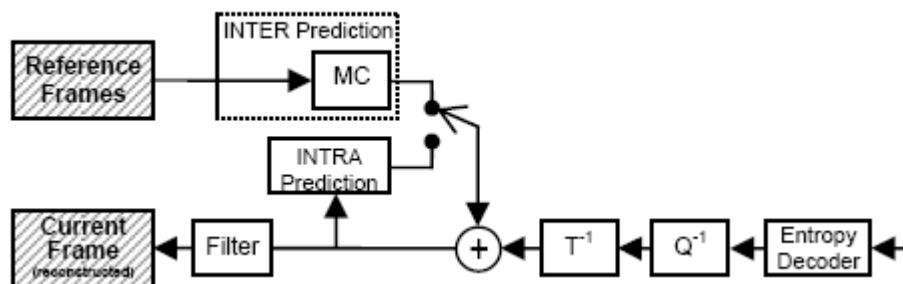 INTER Prediction
Reference
Frames
MC
INTRA
Prediction
Current
Frame
(reconstructed)
Filter
+
T-1
Q-1
Entropy
Decoder